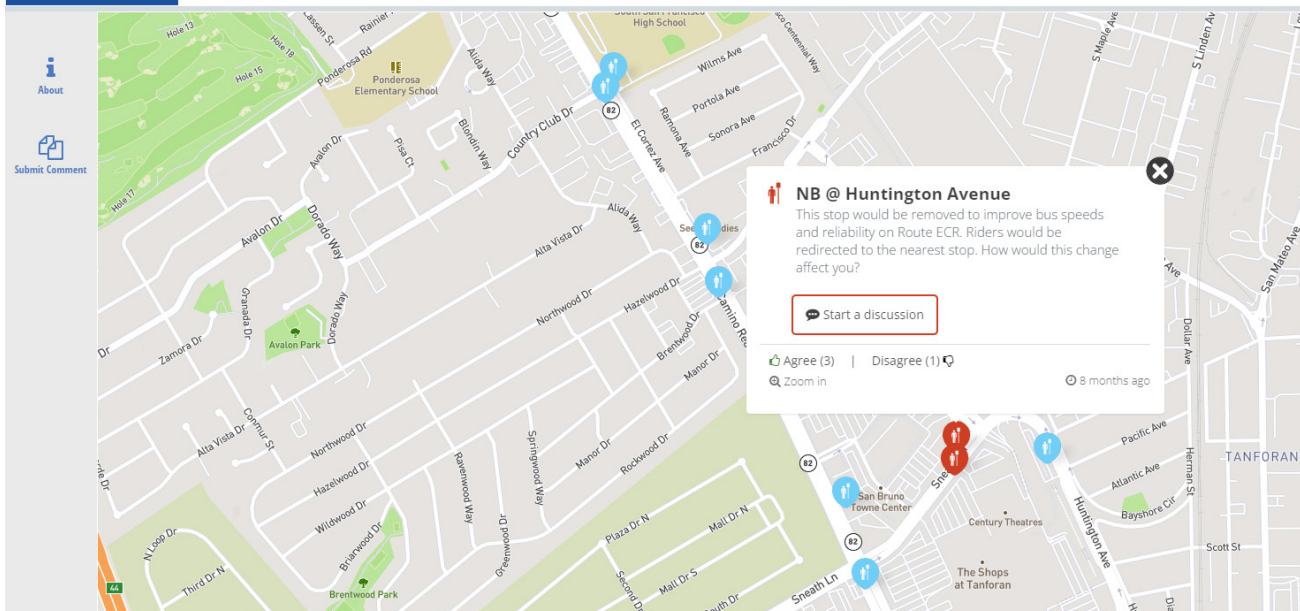 About
Submit Comment
Hole 13
Hole 18
Hole 15
Hole 17
Ponderosa Rd
Rainier
Ponderosa
Elementary School
Alida Way
Blondin Way
Country Club Dr
Pisa Ct
Avalon Dr
Avalon Dr
Dorado Way
Dorado Way
Granada Dr
Zamora Dr
Dr
Avalon Park
Alta Vista Dr
Northwood Dr
Hazelwood Dr
Brentwood Dr
Manor Dr
Alida Way
High School
82
El Cortez Ave
Wilms Ave
Portola Ave
Ramona Ave
Sonora Ave
Francisco Dr
Centennial Way
S Maple Ave
S Linden Av
82
NB @ Huntington Avenue
This stop would be removed to improve bus speeds
and reliability on Route ECR. Riders would be
redirected to the nearest stop. How would this change
affect you?
Start a discussion
Agree (3) | Disagree (1)
Zoom in
8 months ago
Ave
San Mateo Ave
Dollar Ave
Alta Vista Dr
Conmur St
Northwood Dr
Hazelwood Dr
Wildwood Dr
Briarwood Dr
Ravenwood Way
Springwood Way
Greenwood Dr
Manor Dr
Rockwood Dr
N Loop Dr
Third Dr N
44
Brentwood Park
Plaza Dr N
Mall Dr N
Mall Dr S
82
82
San Bruno
Towne Center
Sneath Ln
Century Theatres
The Shops
at Tanforan
Huntington Ave
Pacific Ave
Atlantic Ave
Bayshore Cir
Herman St
TANFORAN
Scott St